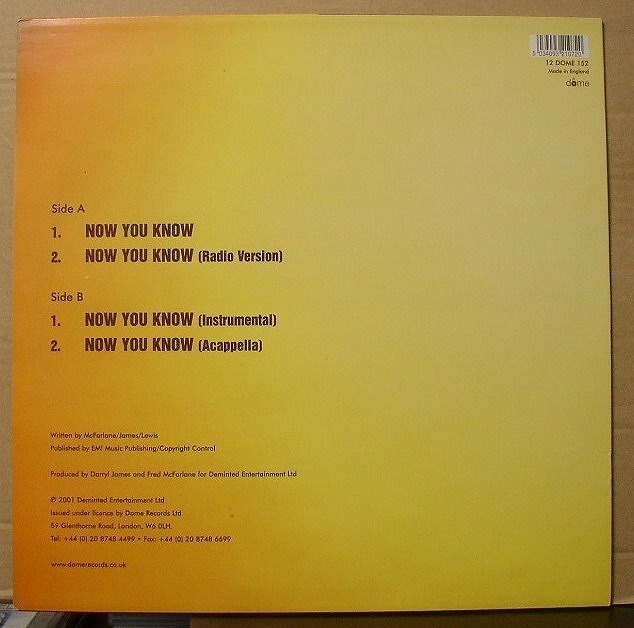 5 034093 210720
12 DOME 152
Made in England
dome
Side A
1. NOW YOU KNOW
2. NOW YOU KNOW (Radio Version)
Side B
1. NOW YOU KNOW (Instrumental)
2. NOW YOU KNOW (Acappella)
Written by McFarlane/James/Lewis
Published by EMI Music Publishing/Copyright Control
Produced by Darryl James and Fred McFarlane for Deminted Entertainment Ltd
℗ 2001 Deminted Entertainment Ltd
Issued under licence by Dome Records Ltd
59 Glenthorne Road, London, W6 0LH.
Tel: +44 (0) 20 8748 4499 • Fax: +44 (0) 20 8748 6699
www.domerecords.co.uk